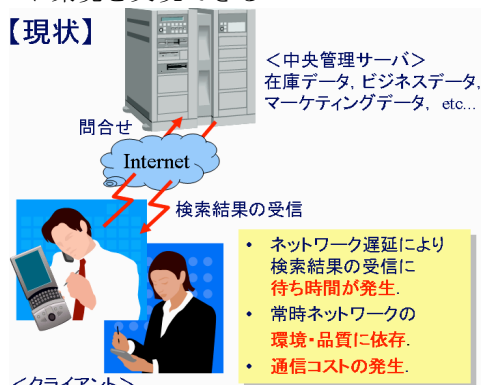 【現状】
＜中央管理サーバ＞
在庫データ, ビジネスデータ,
マーケティングデータ, etc...
問合せ
Internet
検索結果の受信
• ネットワーク遅延により
検索結果の受信に
待ち時間が発生.
• 常時ネットワークの
環境・品質に依存.
• 通信コストの発生.
＜クライアント＞